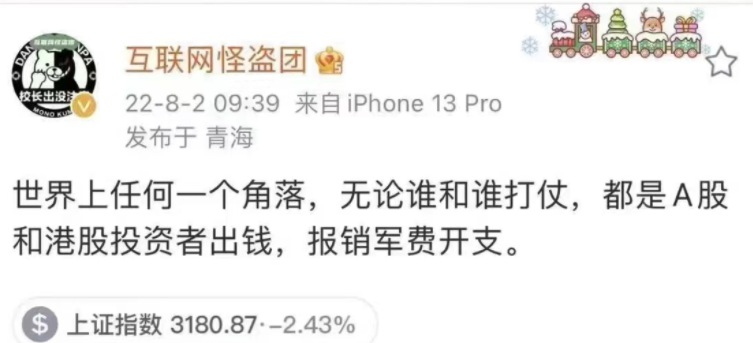 互联网怪盗团
22-8-2 09:39 来自 iPhone 13 Pro
发布于 青海
世界上任何一个角落，无论谁和谁打仗，都是A股
和港股投资者出钱，报销军费开支。
$ 上证指数 3180.87·-2.43%